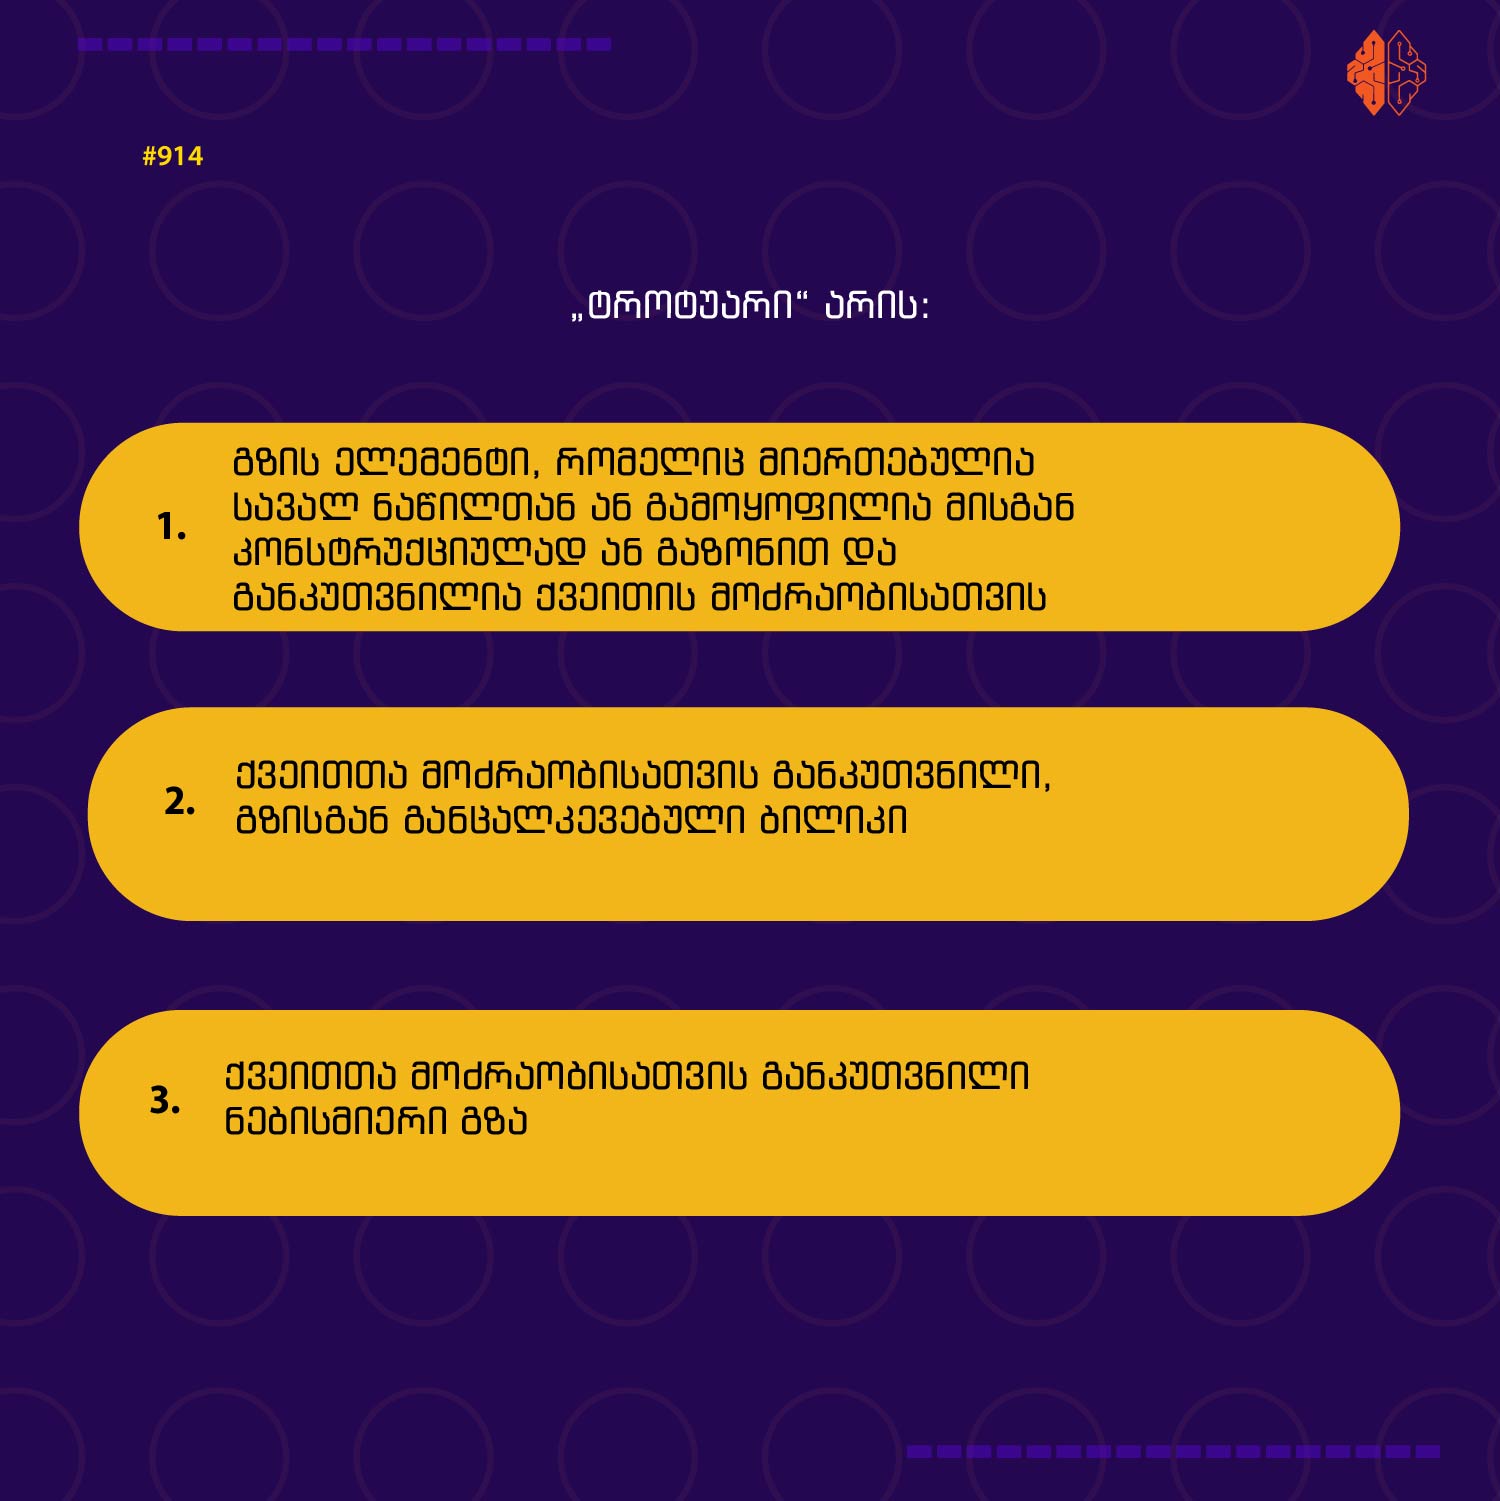 #914
„ტროტუარი“ არის:
1. გზის ელემენტი, რომელიც მიერთებულია
სავალ ნაწილთან ან გამოყოფილია მისგან
კონსტრუქციულად ან გაზონით და
განკუთვნილია ქვეითის მოძრაობისათვის
2. ქვეითთა მოძრაობისათვის განკუთვნილი,
გზისგან განცალკევებული ბილიკი
3. ქვეითთა მოძრაობისათვის განკუთვნილი
ნებისმიერი გზა